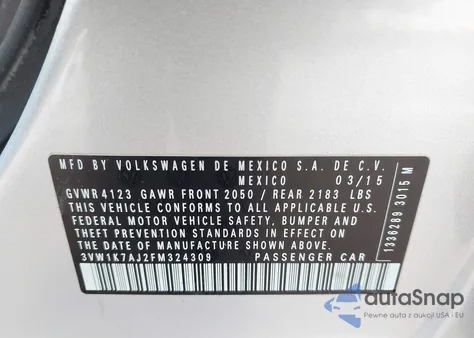 MFD BY VOLKSWAGEN DE MEXICO S.A. DE C.V.
MEXICO 03/15
GVWR 4123 GAWR FRONT 2050 / REAR 2183 LBS
THIS VEHICLE CONFORMS TO ALL APPLICABLE U.S.
FEDERAL MOTOR VEHICLE SAFETY, BUMPER AND
THEFT PREVENTION STANDARDS IN EFFECT ON
THE DATE OF MANUFACTURE SHOWN ABOVE.
3VW1K7AJ2FM324309 PASSENGER CAR
1336289 3015 M
autoSnap
Pewne auta z aukcji USA i EU